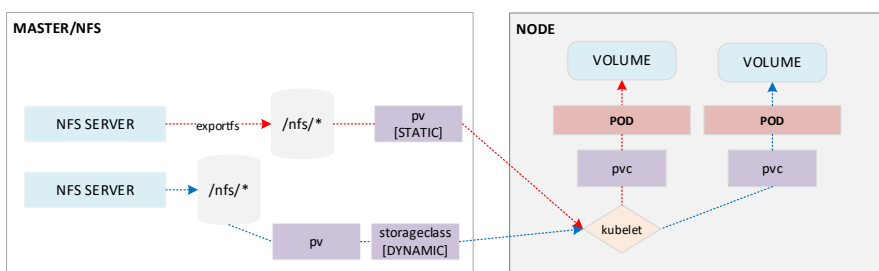 MASTER/NFS
NODE
VOLUME
VOLUME
NFS SERVER
exportfs
/nfs/*
pv
[STATIC]
POD
POD
NFS SERVER
/nfs/*
pvc
pvc
pv
storageclass
[DYNAMIC]
kubelet